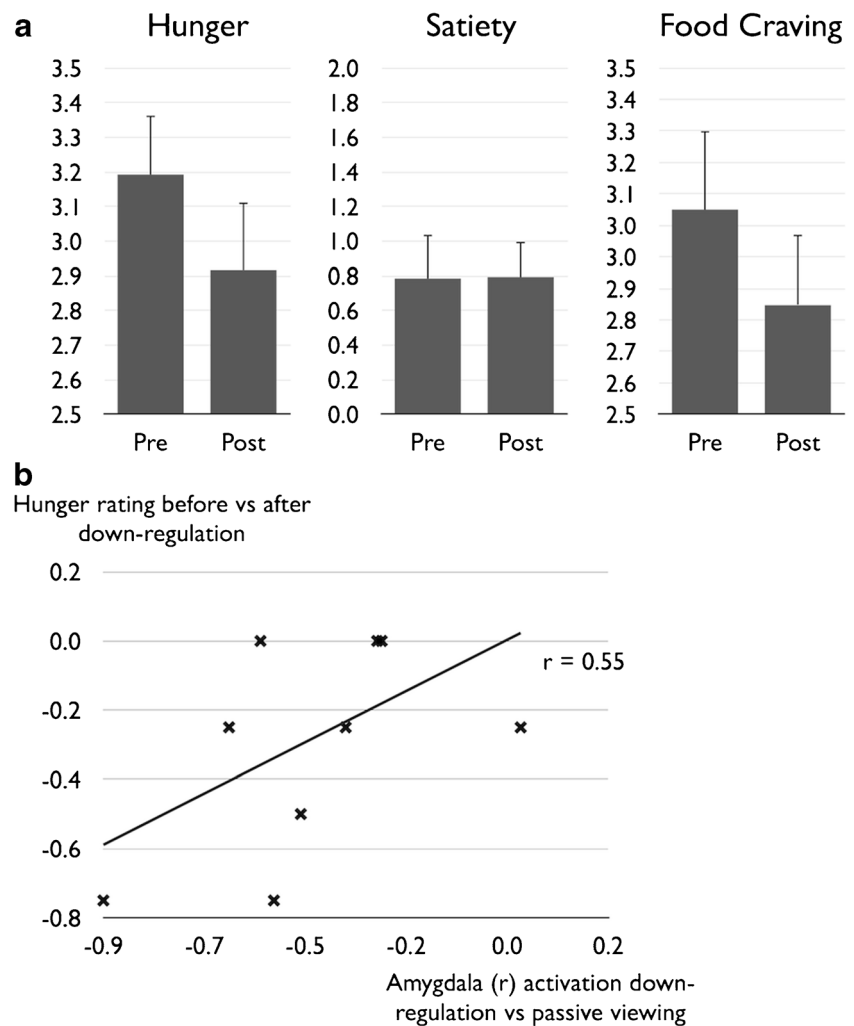 a
Hunger Satiety Food Craving
3.5 2.0 3.5
3.4 1.8 3.4
3.3 1.6 3.3
3.2 1.4 3.2
3.1 1.2 3.1
3.0 1.0 3.0
2.9 0.8 3.0
2.8 0.6 2.9
2.7 0.4 2.8
2.6 0.2 2.7
2.5 0.0 2.6
2.5
Pre Post Pre Post Pre Post
b
Hunger rating before vs after
down-regulation
0.2
0.0
r = 0.55
-0.2
-0.4
-0.6
-0.8
-0.9 -0.7 -0.5 -0.2 0.0 0.2
Amygdala (r) activation down-
regulation vs passive viewing